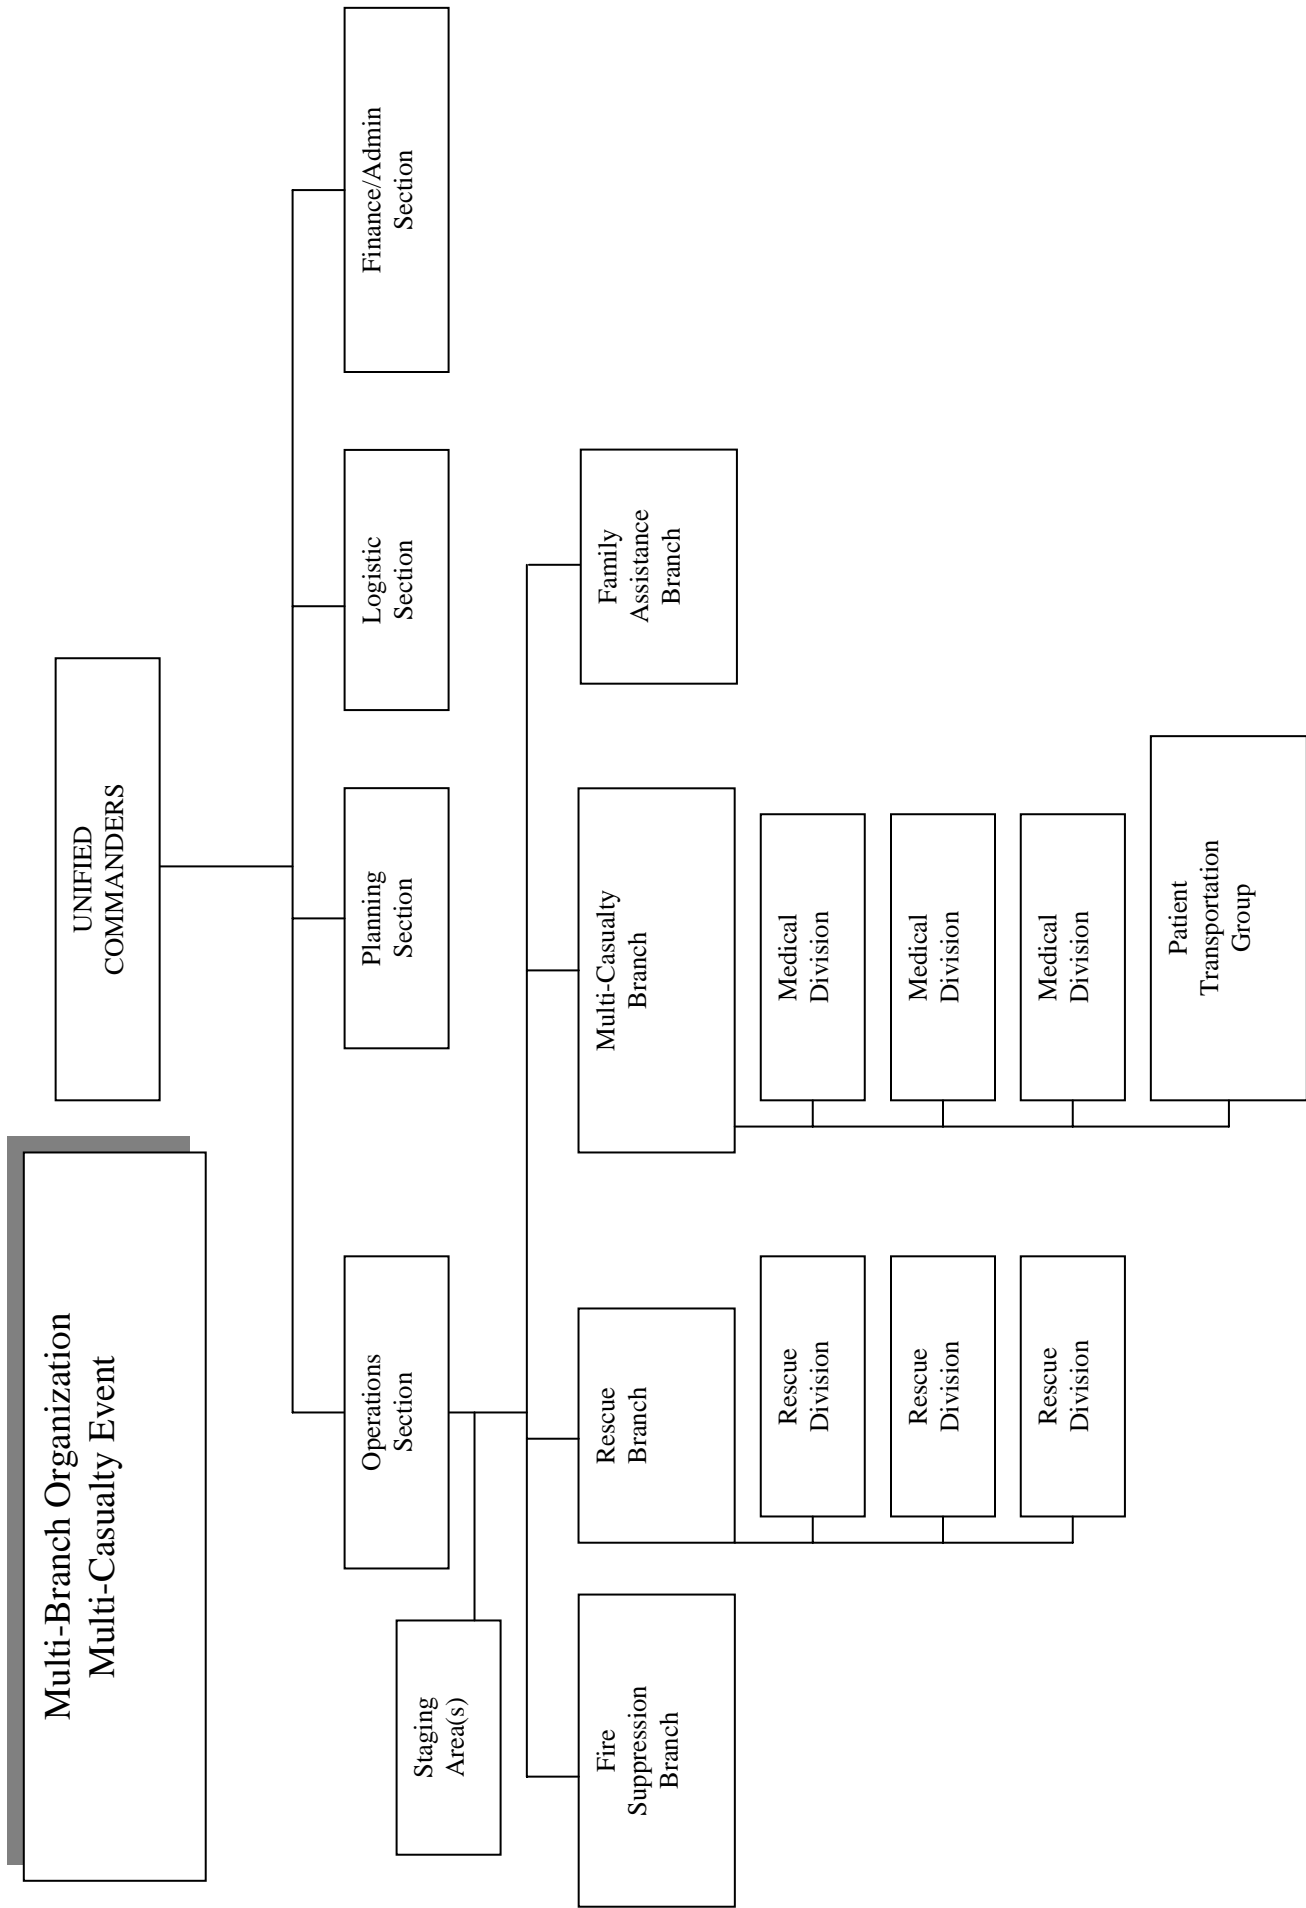 Multi-Branch Organization
Multi-Casualty Event
UNIFIED
COMMANDERS
Operations
Section
Planning
Section
Logistic
Section
Finance/Admin
Section
Staging
Area(s)
Fire
Suppression
Branch
Rescue
Branch
Rescue
Division
Rescue
Division
Rescue
Division
Multi-Casualty
Branch
Medical
Division
Medical
Division
Medical
Division
Patient
Transportation
Group
Family
Assistance
Branch